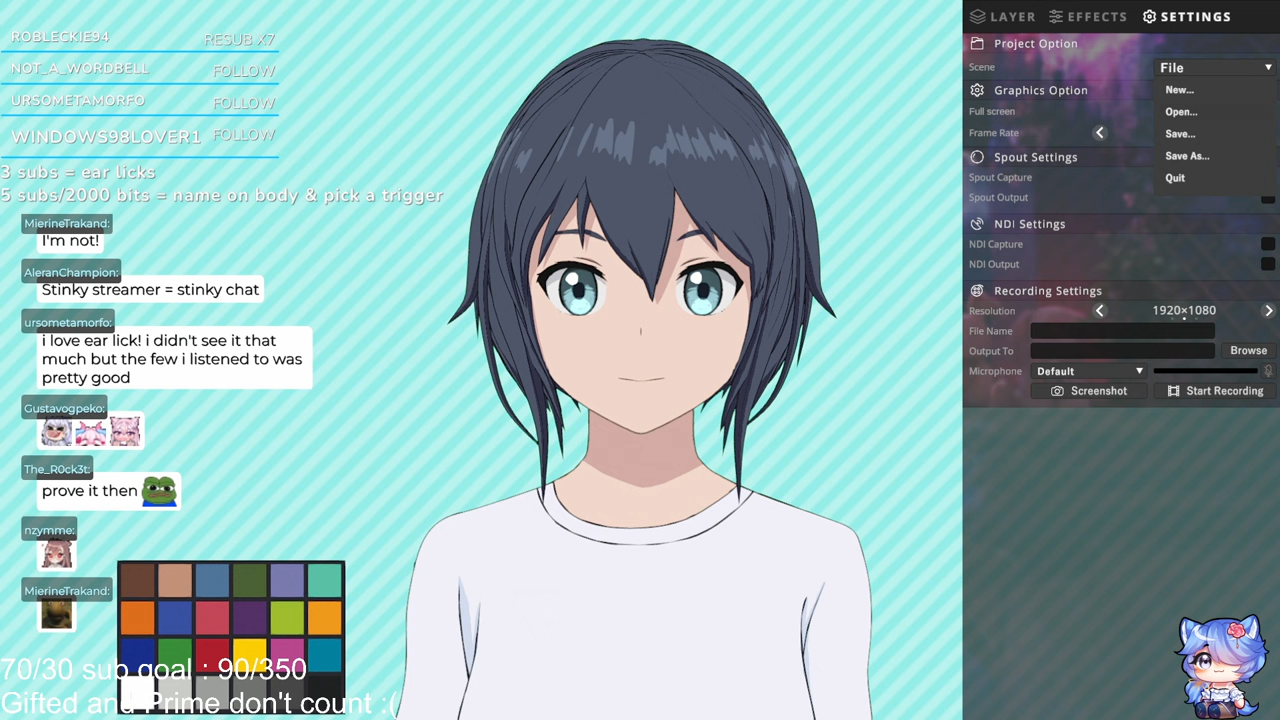 ROBLECKIE94 RESUB X7
NOT_A_WORDBELL FOLLOW
URSOMETAMORFO FOLLOW
WINDOWS98LOVER1 FOLLOW
3 subs = ear licks
5 subs/2000 bits = name on body & pick a trigger
MierineTrakand:
I'm not!
AleranChampion:
Stinky streamer = stinky chat
ursometamorfo:
i love ear lick! i didn't see it that
much but the few i listened to was
pretty good
Gustavogpeko:
The_R0ck3t:
prove it then
nzymme:
MierineTrakand:
70/30 sub goal : 90/350
Gifted and Prime don't count :(
LAYER EFFECTS SETTINGS
Project Option
Scene File
New...
Open...
Save...
Save As...
Quit
Graphics Option
Full screen
Frame Rate
Spout Settings
Spout Capture
Spout Output
NDI Settings
NDI Capture
NDI Output
Recording Settings
Resolution 1920×1080
File Name
Output To Browse
Microphone Default
Screenshot Start Recording